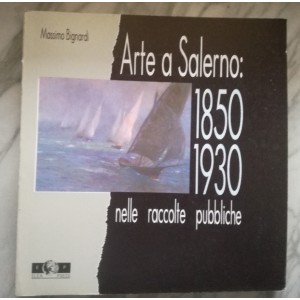 Massimo Bignardi
Arte a Salerno:
1850
1930
nelle raccolte pubbliche